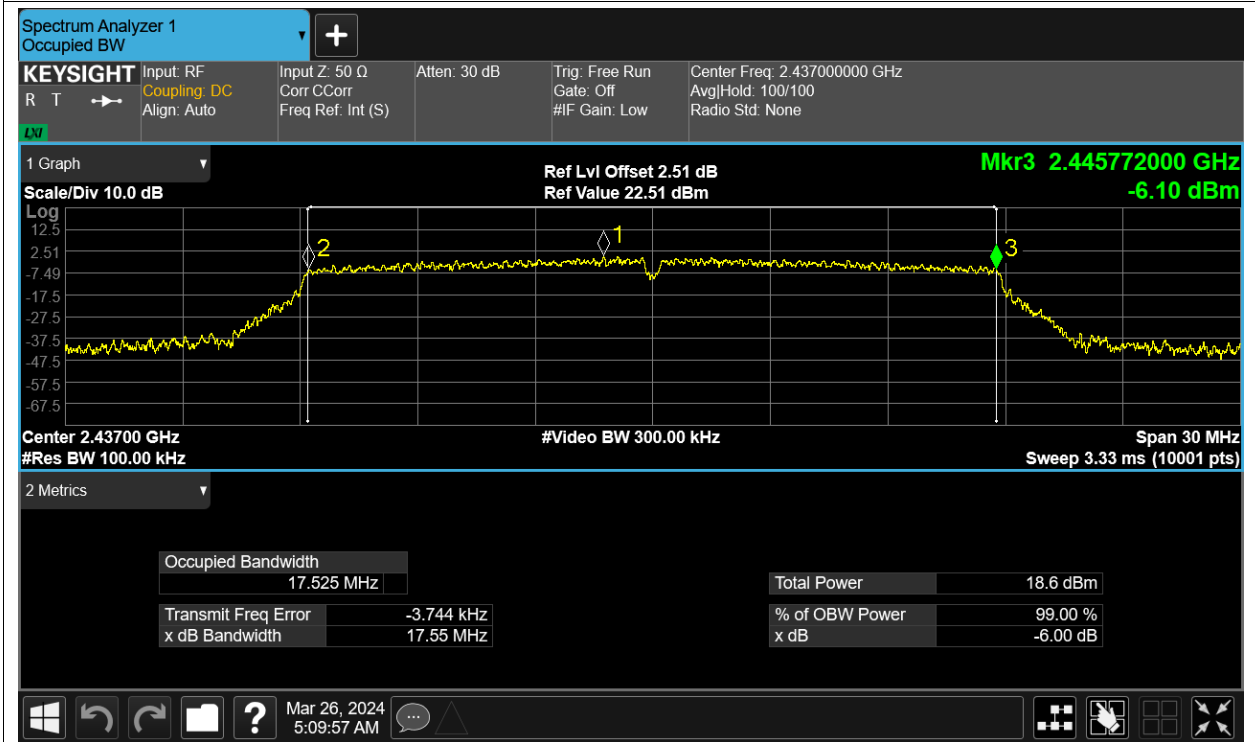 Spectrum Analyzer 1
Occupied BW
KEYSIGHT
R T
LXI
Input: RF
Coupling: DC
Align: Auto
Input Z: 50 Ω
Corr CCorr
Freq Ref: Int (S)
Atten: 30 dB
Trig: Free Run
Gate: Off
#IF Gain: Low
Center Freq: 2.437000000 GHz
Avg|Hold: 100/100
Radio Std: None
1 Graph
Scale/Div 10.0 dB
Ref Lvl Offset 2.51 dB
Ref Value 22.51 dBm
Mkr3 2.445772000 GHz
-6.10 dBm
Log
12.5
2.51
-7.49
-17.5
-27.5
-37.5
-47.5
-57.5
-67.5
2
1
3
Center 2.43700 GHz
#Res BW 100.00 kHz
#Video BW 300.00 kHz
Span 30 MHz
Sweep 3.33 ms (10001 pts)
2 Metrics
Occupied Bandwidth
17.525 MHz
Transmit Freq Error -3.744 kHz
x dB Bandwidth 17.55 MHz
Total Power 18.6 dBm
% of OBW Power 99.00 %
x dB -6.00 dB
?
Mar 26, 2024
5:09:57 AM